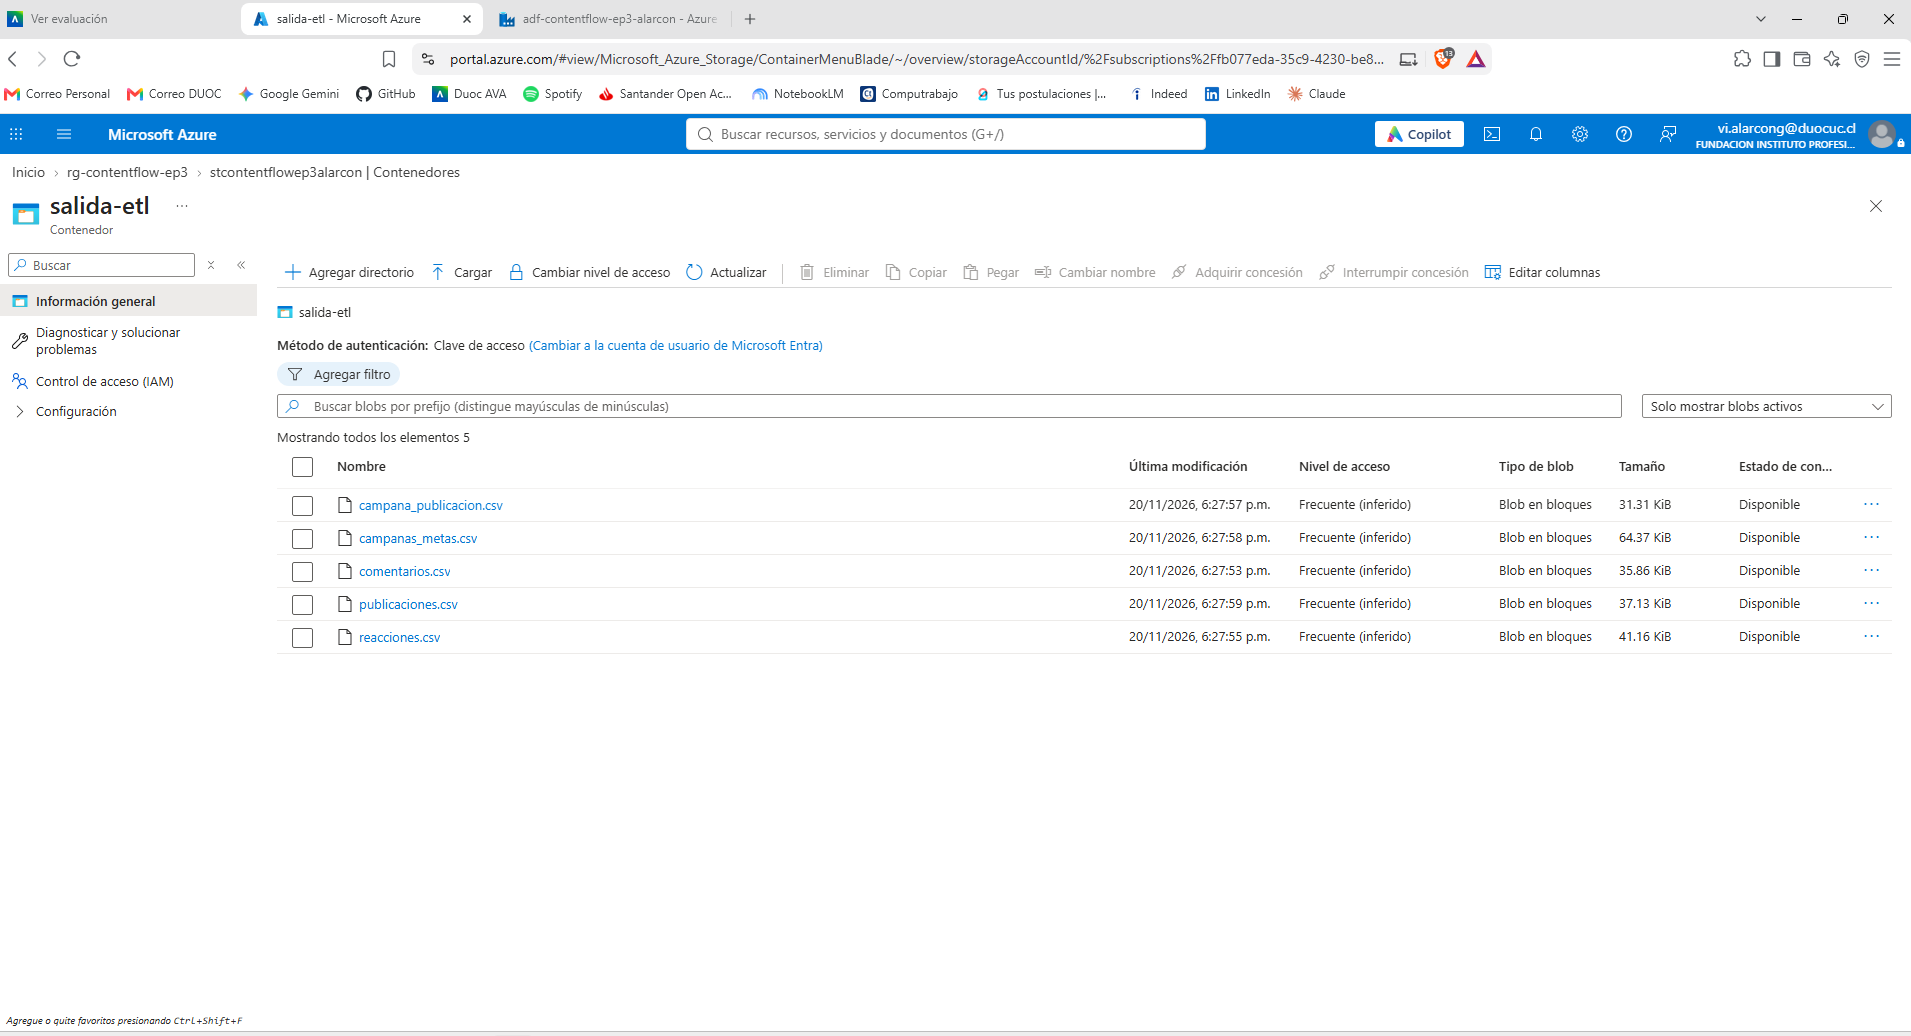 Ver evaluación
salida-etl - Microsoft Azure
adf-contentflow-ep3-alarcon - Azure
portal.azure.com/#view/Microsoft_Azure_Storage/ContainerMenuBlade/~/overview/storageAccountId/%2Fsubscriptions%2Ffb077eda-35c9-4230-be8...
13
Correo Personal
Correo DUOC
Google Gemini
GitHub
Duoc AVA
Spotify
Santander Open Ac...
NotebookLM
Computrabajo
Tus postulaciones |...
Indeed
LinkedIn
Claude
Microsoft Azure
Buscar recursos, servicios y documentos (G+/)
Copilot
vi.alarcong@duocuc.cl
FUNDACION INSTITUTO PROFESI...
Inicio > rg-contentflow-ep3 > stcontentflowep3alarcon | Contenedores
salida-etl ...
Contenedor
Buscar
Información general
Diagnosticar y solucionar
problemas
Control de acceso (IAM)
Configuración
Agregar directorio
Cargar
Cambiar nivel de acceso
Actualizar
Eliminar
Copiar
Pegar
Cambiar nombre
Adquirir concesión
Interrumpir concesión
Editar columnas
salida-etl
Método de autenticación: Clave de acceso (Cambiar a la cuenta de usuario de Microsoft Entra)
Agregar filtro
Buscar blobs por prefijo (distingue mayúsculas de minúsculas)
Solo mostrar blobs activos
Mostrando todos los elementos 5
Nombre Última modificación Nivel de acceso Tipo de blob Tamaño Estado de con...
campana_publicacion.csv 20/11/2026, 6:27:57 p.m. Frecuente (inferido) Blob en bloques 31.31 KiB Disponible ...
campanas_metas.csv 20/11/2026, 6:27:58 p.m. Frecuente (inferido) Blob en bloques 64.37 KiB Disponible ...
comentarios.csv 20/11/2026, 6:27:53 p.m. Frecuente (inferido) Blob en bloques 35.86 KiB Disponible ...
publicaciones.csv 20/11/2026, 6:27:59 p.m. Frecuente (inferido) Blob en bloques 37.13 KiB Disponible ...
reacciones.csv 20/11/2026, 6:27:55 p.m. Frecuente (inferido) Blob en bloques 41.16 KiB Disponible ...
Agregue o quite favoritos presionando Ctrl+Shift+F